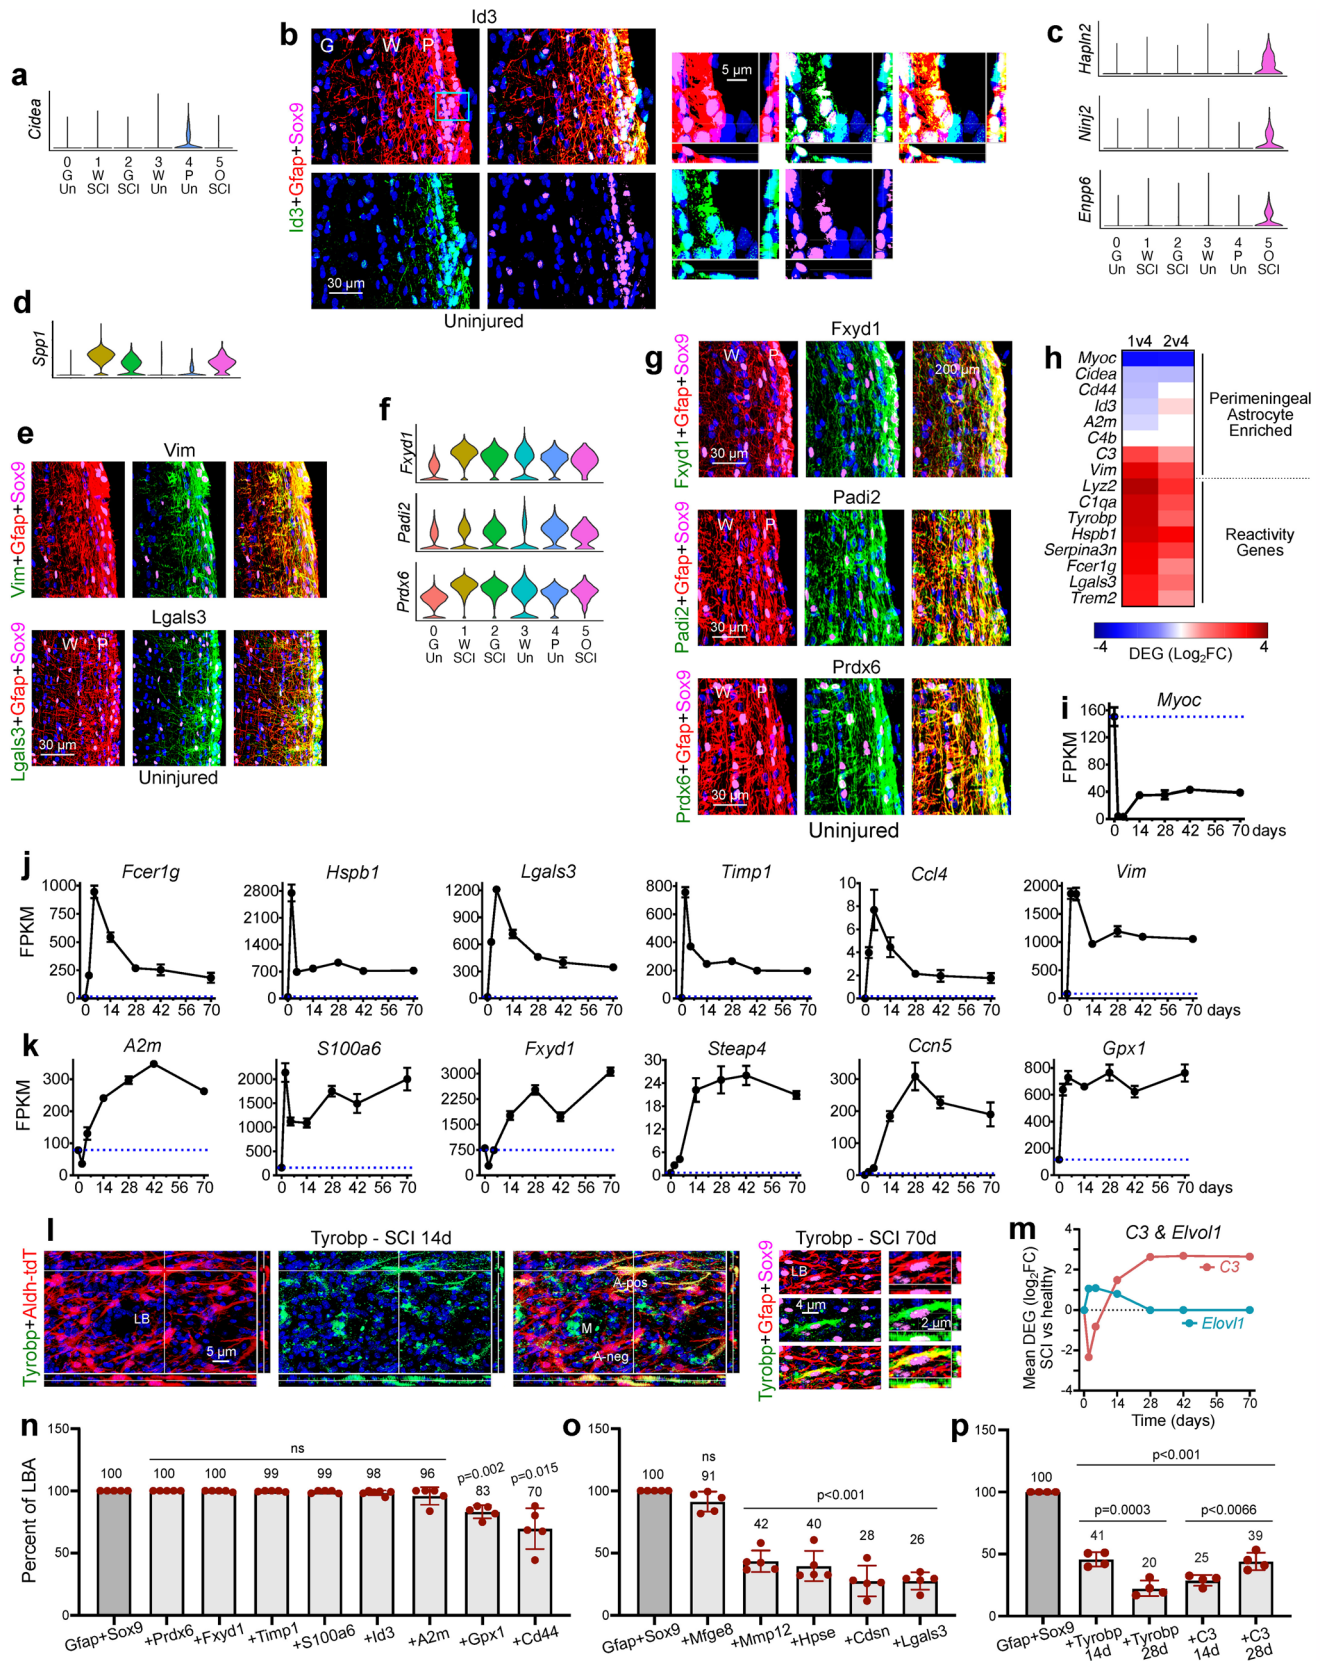 a
Cidea
0 1 2 3 4 5
G W G W P O
Un SCI SCI Un Un SCI
b
Id3
G W P
Id3+Gfap+Sox9
5 µm
30 µm
Uninjured
c
Hapln2
Ninj2
Enpp6
0 1 2 3 4 5
G W G W P O
Un SCI SCI Un Un SCI
d
Spp1
e
Vim
Vim+Gfap+Sox9
Lgals3
W P
Lgals3+Gfap+Sox9
30 µm
Uninjured
f
Fxyd1
Padi2
Prdx6
0 1 2 3 4 5
G W G W P O
Un SCI SCI Un Un SCI
g
Fxyd1
W P
200 µm
Fxyd1+Gfap+Sox9
30 µm
Padi2
W P
Padi2+Gfap+Sox9
30 µm
Prdx6
W P
Prdx6+Gfap+Sox9
30 µm
Uninjured
h
1v4 2v4
Myoc
Cidea
Cd44
Id3
A2m
C4b
C3
Vim
Lyz2
C1qa
Tyrobp
Hspb1
Serpina3n
Fcer1g
Lgals3
Trem2
Perimeningeal
Astrocyte
Enriched
Reactivity
Genes
-4 4
DEG (Log2FC)
i
Myoc
FPKM
160
120
80
40
0
0 14 28 42 56 70 days
j
Fcer1g
FPKM
1000
750
500
250
0
0 14 28 42 56 70
Hspb1
2800
2100
1400
700
0
0 14 28 42 56 70
Lgals3
1200
900
600
300
0
0 14 28 42 56 70
Timp1
800
600
400
200
0
0 14 28 42 56 70
Ccl4
10
8
6
4
2
0
0 14 28 42 56 70
Vim
2000
1500
1000
500
0
0 14 28 42 56 70 days
k
A2m
FPKM
300
200
100
0
0 14 28 42 56 70
S100a6
2000
1500
1000
500
0
0 14 28 42 56 70
Fxyd1
3000
2250
1500
750
0
0 14 28 42 56 70
Steap4
30
24
18
12
6
0
0 14 28 42 56 70
Ccn5
300
200
100
0
0 14 28 42 56 70
Gpx1
800
600
400
200
0
0 14 28 42 56 70 days
l
Tyrobp - SCI 14d
Tyrobp+Aldh-tdT
LB
5 µm
A-pos
M
A-neg
Tyrobp - SCI 70d
Tyrobp+Gfap+Sox9
LB
4 µm
2 µm
m
C3 & Elvol1
Mean DEG (log2FC)
SCI vs healthy
4
2
0
-2
-4
C3
Elovl1
0 14 28 42 56 70
Time (days)
n
Percent of LBA
150
100
50
0
ns
p=0.002
p=0.015
100 100 100 99 99 98 96 83 70
Gfap+Sox9 +Prdx6 +Fxyd1 +Timp1 +S100a6 +Id3 +A2m +Gpx1 +Cd44
o
150
100
50
0
ns
p<0.001
100 91 42 40 28 26
Gfap+Sox9 +Mfge8 +Mmp12 +Hpse +Cdsn +Lgals3
p
150
100
50
0
p<0.001
p=0.0003 p<0.0066
100 41 20 25 39
Gfap+Sox9 +Tyrobp 14d +Tyrobp 28d +C3 14d +C3 28d